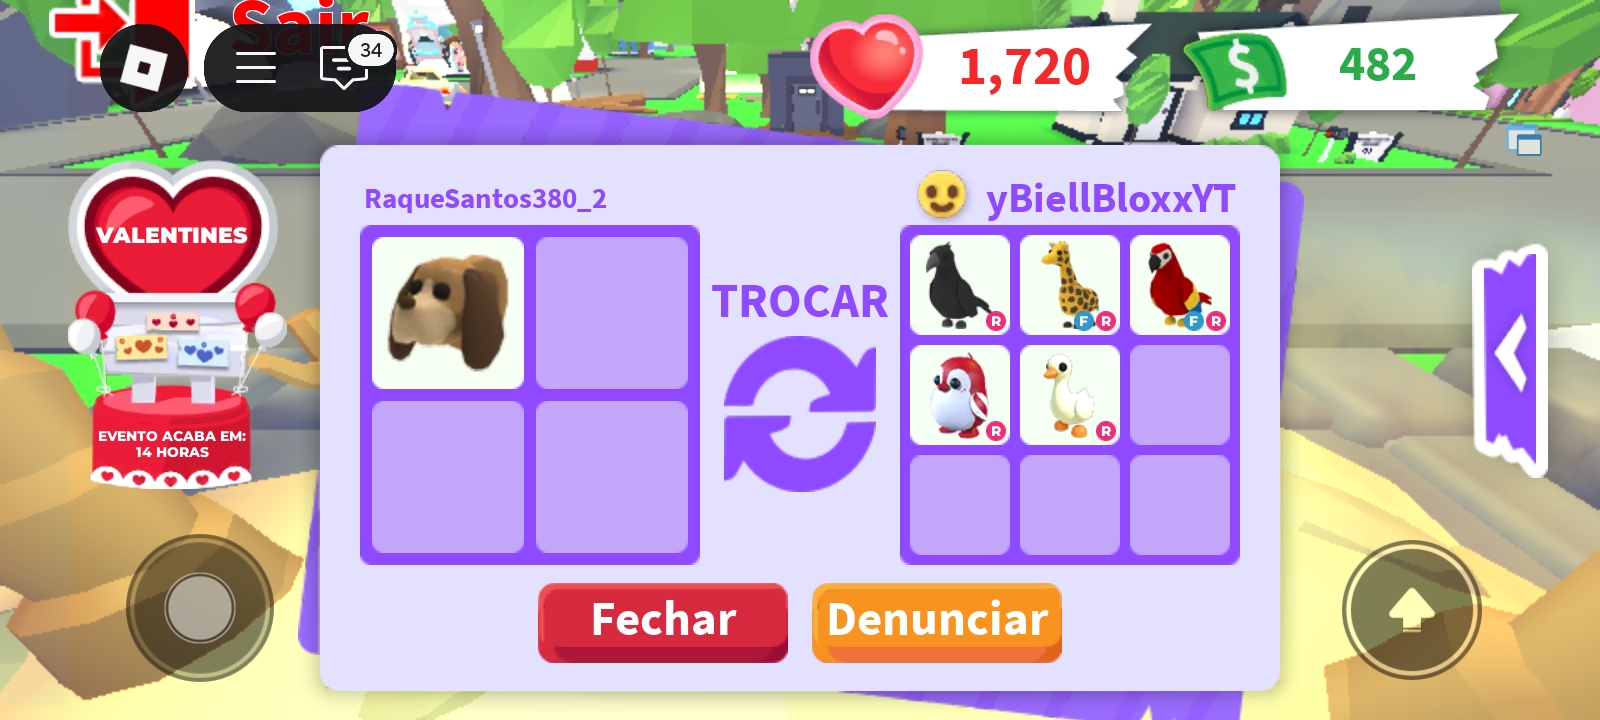 Sair
34
1,720
482
RaqueSantos380_2
yBiellBloxxYT
VALENTINES
TROCAR
R
F R
F R
R
R
EVENTO ACABA EM:
14 HORAS
Fechar
Denunciar